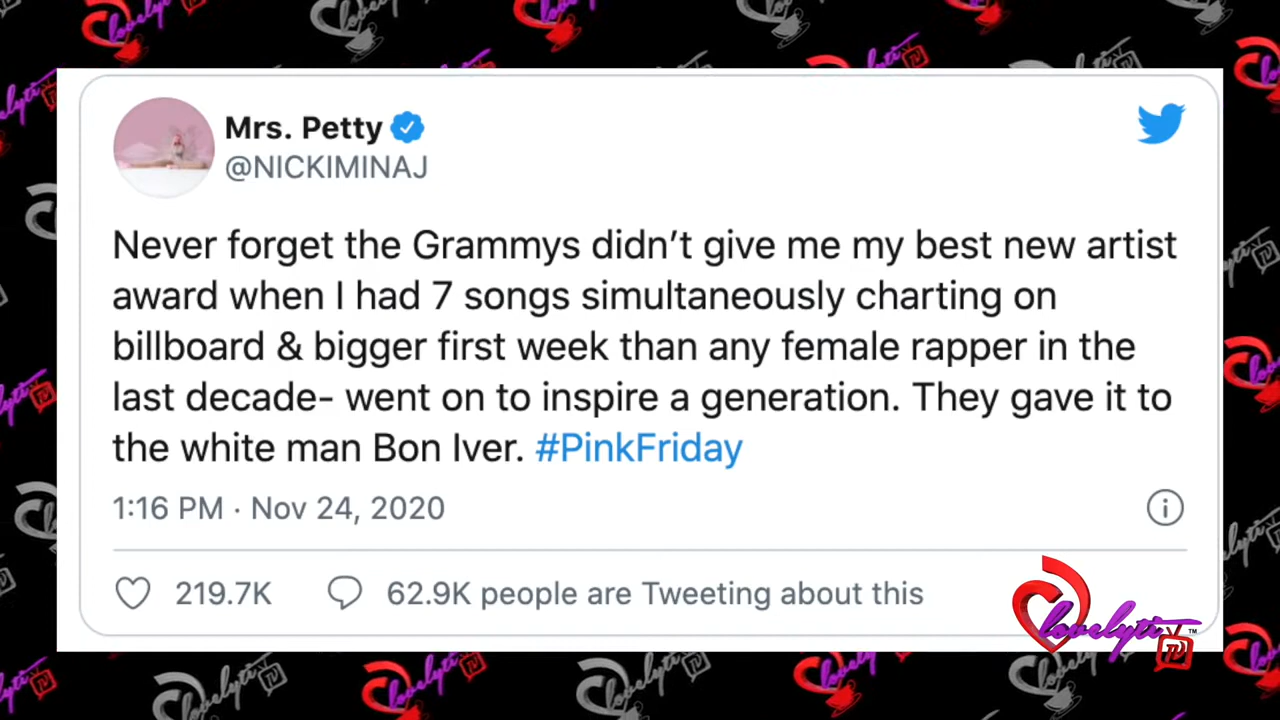 Mrs. Petty
@NICKIMINAJ
Never forget the Grammys didn’t give me my best new artist
award when I had 7 songs simultaneously charting on
billboard & bigger first week than any female rapper in the
last decade- went on to inspire a generation. They gave it to
the white man Bon Iver. #PinkFriday
1:16 PM · Nov 24, 2020
219.7K 62.9K people are Tweeting about this
lovelyti TV™